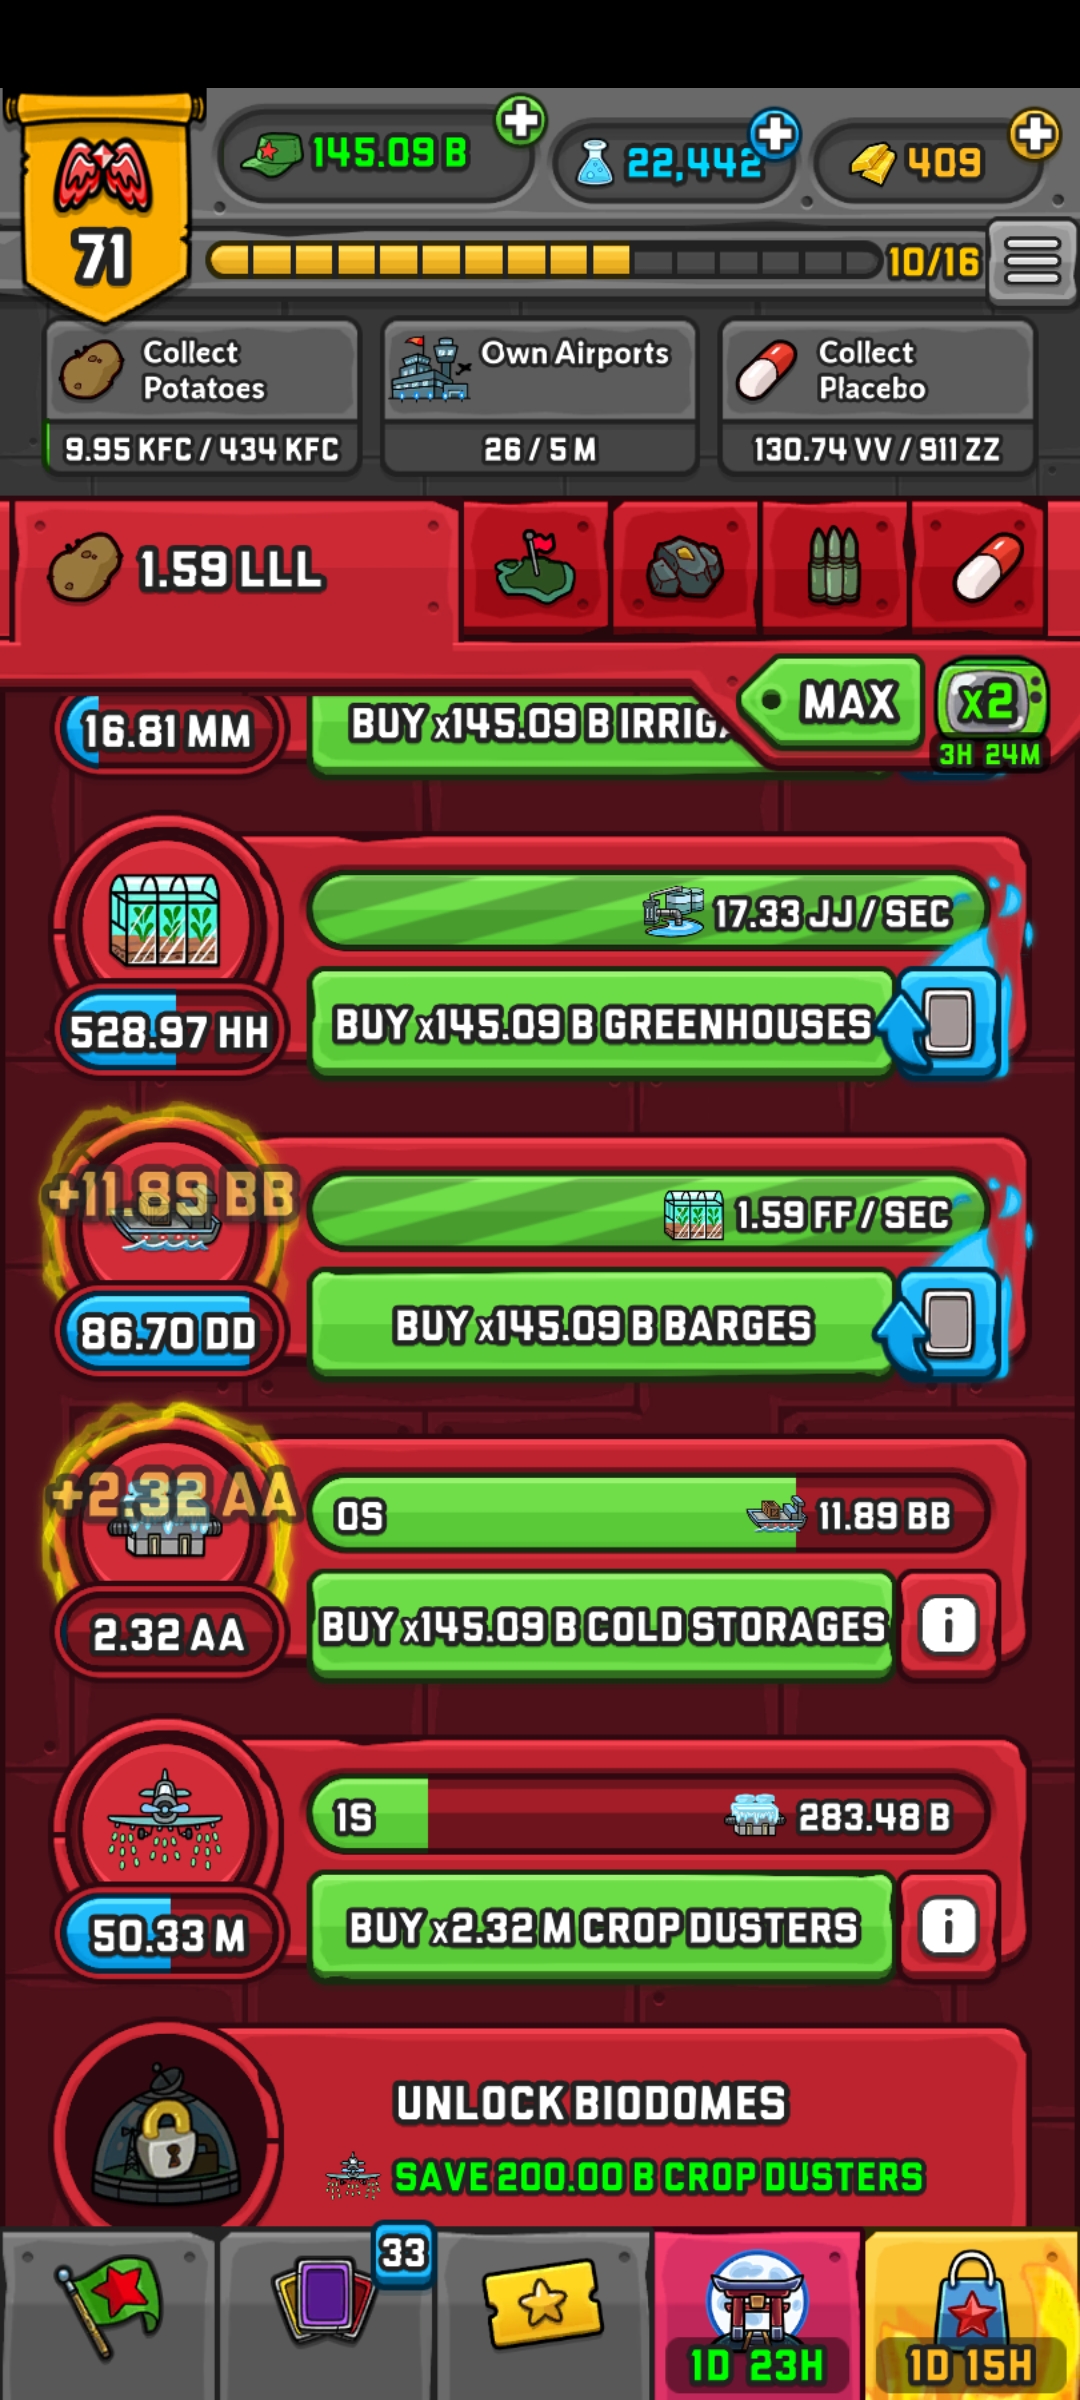 71
145.09 B
22,442
409
10/16
Collect
Potatoes
9.95 KFC / 434 KFC
Own Airports
26 / 5 M
Collect
Placebo
130.74 VV / 911 ZZ
1.59 LLL
MAX
x2
3H 24M
16.81 MM
BUY x145.09 B IRRIG
17.33 JJ / SEC
528.97 HH
BUY x145.09 B GREENHOUSES
+11.89 BB
1.59 FF / SEC
86.70 DD
BUY x145.09 B BARGES
+2.32 AA
0S
11.89 BB
2.32 AA
BUY x145.09 B COLD STORAGES
i
1S
283.48 B
50.33 M
BUY x2.32 M CROP DUSTERS
i
UNLOCK BIODOMES
SAVE 200.00 B CROP DUSTERS
33
1D 23H
1D 15H